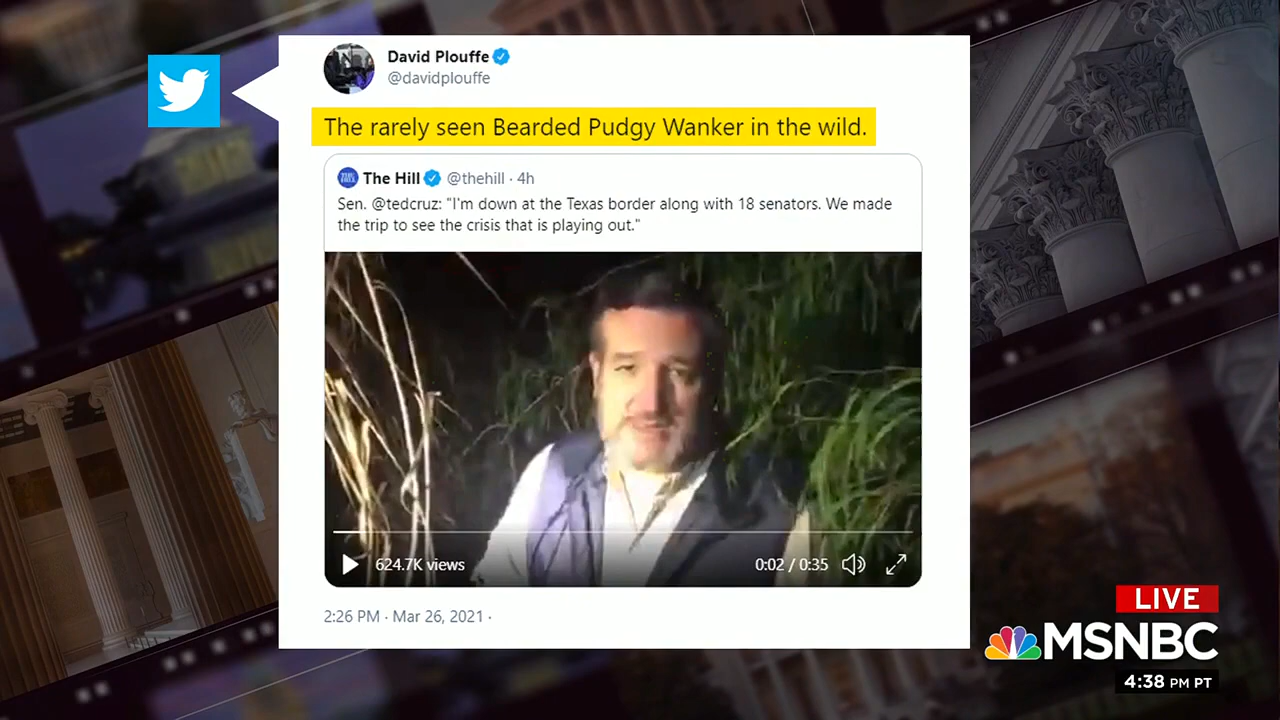 David Plouffe
@davidplouffe
The rarely seen Bearded Pudgy Wanker in the wild.
THE HILL
The Hill @thehill · 4h
Sen. @tedcruz: "I'm down at the Texas border along with 18 senators. We made
the trip to see the crisis that is playing out."
624.7K views
0:02 / 0:35
2:26 PM · Mar 26, 2021 ·
LIVE
MSNBC
4:38 PM PT